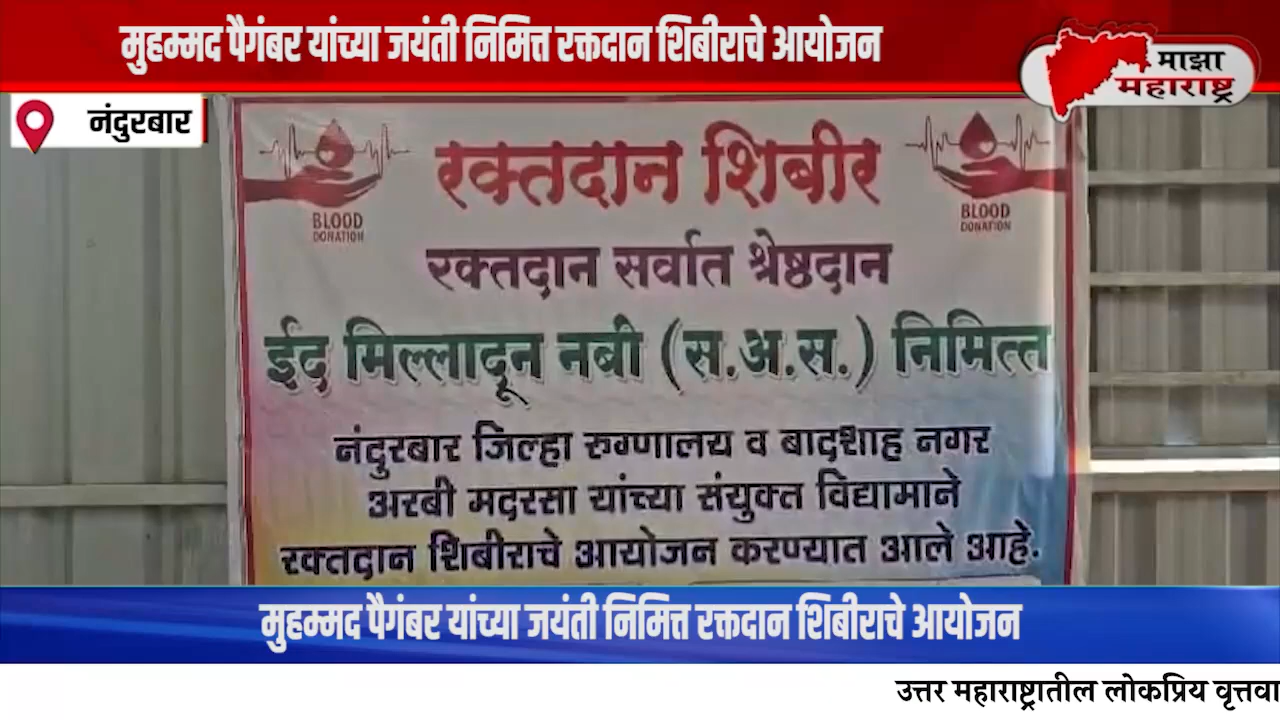 मुहम्मद पैगंबर यांच्या जयंती निमित्त रक्तदान शिबीराचे आयोजन
माझा
महाराष्ट्र
नंदुरबार
रक्तदान शिबीर
BLOOD
DONATION
BLOOD
DONATION
रक्तदान सर्वात श्रेष्ठदान
ईद मिल्लादून नबी (स.अ.स.) निमित्त
नंदुरबार जिल्हा रुग्णालय व बादशाह नगर
अरबी मदरसा यांच्या संयुक्त विद्यामाने
रक्तदान शिबीराचे आयोजन करण्यात आले आहे.
मुहम्मद पैगंबर यांच्या जयंती निमित्त रक्तदान शिबीराचे आयोजन
उत्तर महाराष्ट्रातील लोकप्रिय वृत्तवा